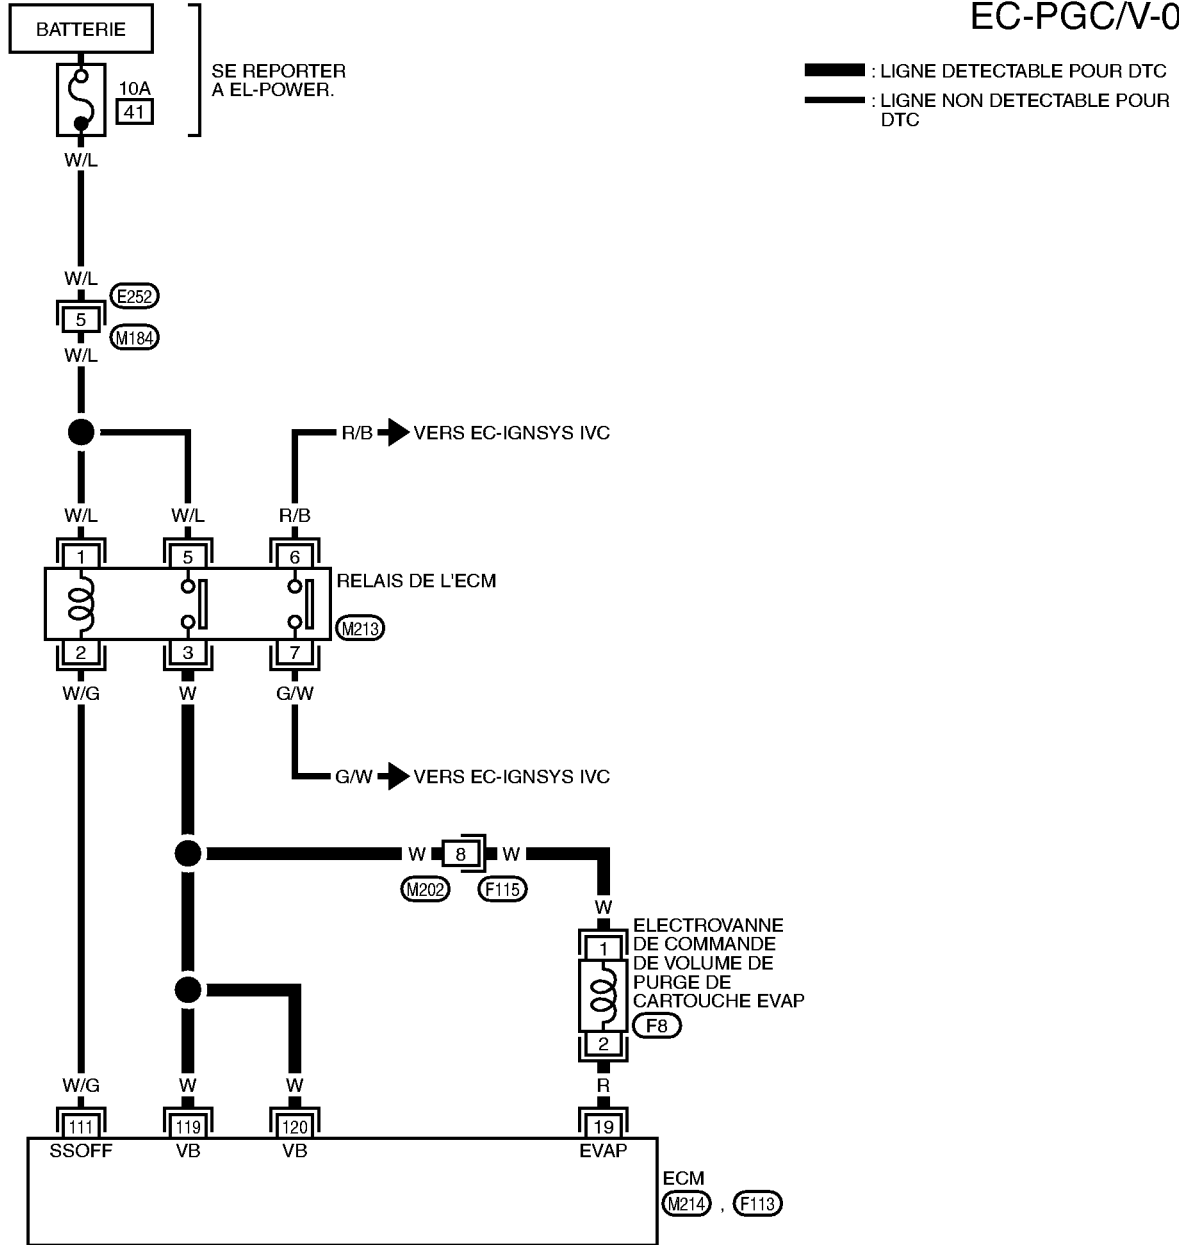 EC-PGC/V-0
BATTERIE
SE REPORTER
A EL-POWER.
10A
41
: LIGNE DETECTABLE POUR DTC
: LIGNE NON DETECTABLE POUR
DTC
W/L
W/L
E252
5
M184
W/L
R/B
VERS EC-IGNSYS IVC
W/L
W/L
R/B
1
5
6
RELAIS DE L'ECM
M213
2
3
7
W/G
W
G/W
G/W
VERS EC-IGNSYS IVC
W
8
W
M202
F115
W
1
ELECTROVANNE
DE COMMANDE
DE VOLUME DE
PURGE DE
CARTOUCHE EVAP
F8
2
W/G
W
W
R
111
119
120
19
SSOFF
VB
VB
EVAP
ECM
M214 , F113